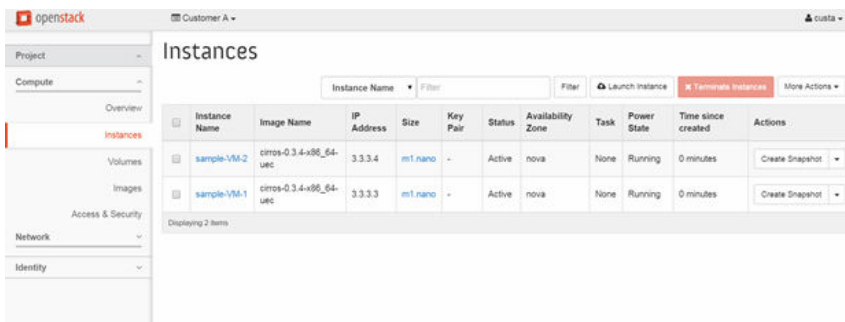 openstack
Customer A
custa
Project
Instances
Compute
Instance Name
Filter
Filter
Launch Instance
Terminate Instances
More Actions
Overview
Instances
Volumes
Images
Access & Security
Network
Identity
Instance Name
Image Name
IP Address
Size
Key Pair
Status
Availability Zone
Task
Power State
Time since created
Actions
sample-VM-2
cirros-0.3.4-x86_64-
uec
3.3.3.4
m1.nano
-
Active
nova
None
Running
0 minutes
Create Snapshot
sample-VM-1
cirros-0.3.4-x86_64-
uec
3.3.3.3
m1.nano
-
Active
nova
None
Running
0 minutes
Create Snapshot
Displaying 2 items